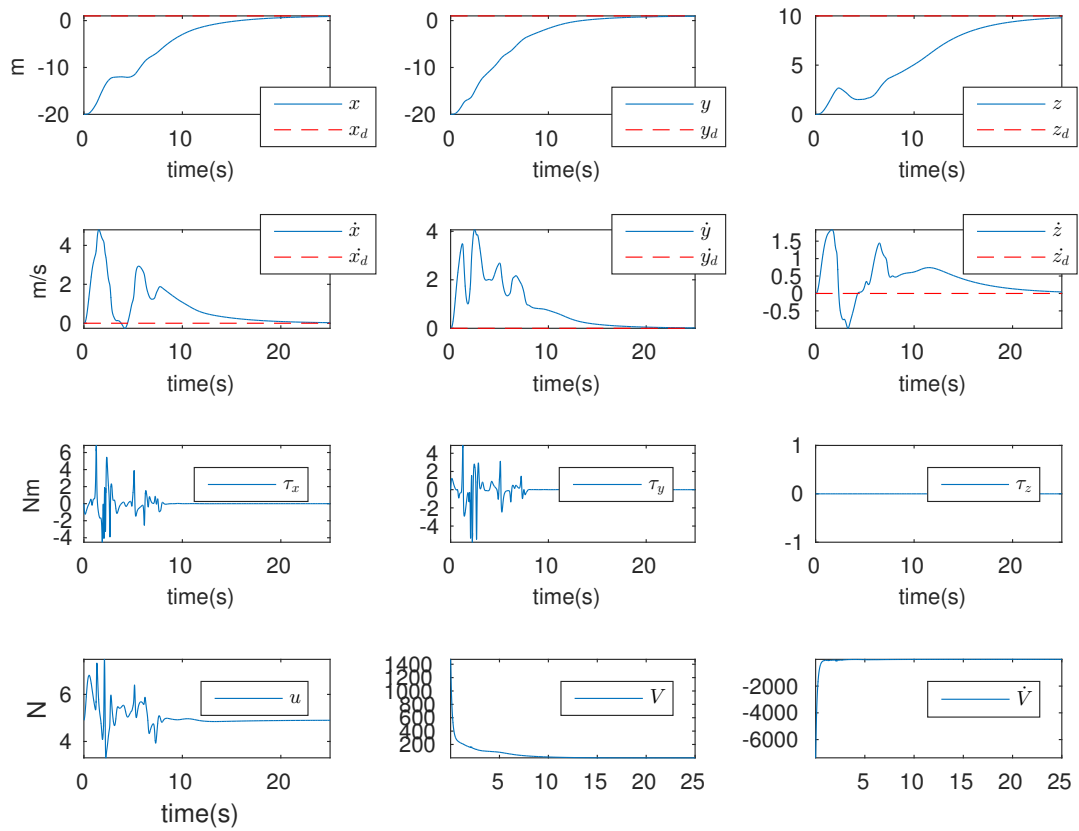 m
0
-10
-20
10
20
time(s)
x
x_d
0
-10
-20
10
20
time(s)
y
y_d
10
5
0
0
10
20
time(s)
z
z_d
m/s
4
2
0
0
10
20
time(s)
ẋ
ẋ_d
4
2
0
0
10
20
time(s)
ẏ
ẏ_d
1.5
1
0.5
0
-0.5
0
10
20
time(s)
ż
ż_d
Nm
6
4
2
0
-2
-4
0
10
20
time(s)
τ_x
4
2
0
-2
-4
0
10
20
time(s)
τ_y
1
0
-1
0
10
20
time(s)
τ_z
N
6
4
0
10
20
time(s)
u
1400
1200
1000
800
600
400
200
5
15
25
V
-2000
-4000
-6000
0
5
10
15
20
25
V̇